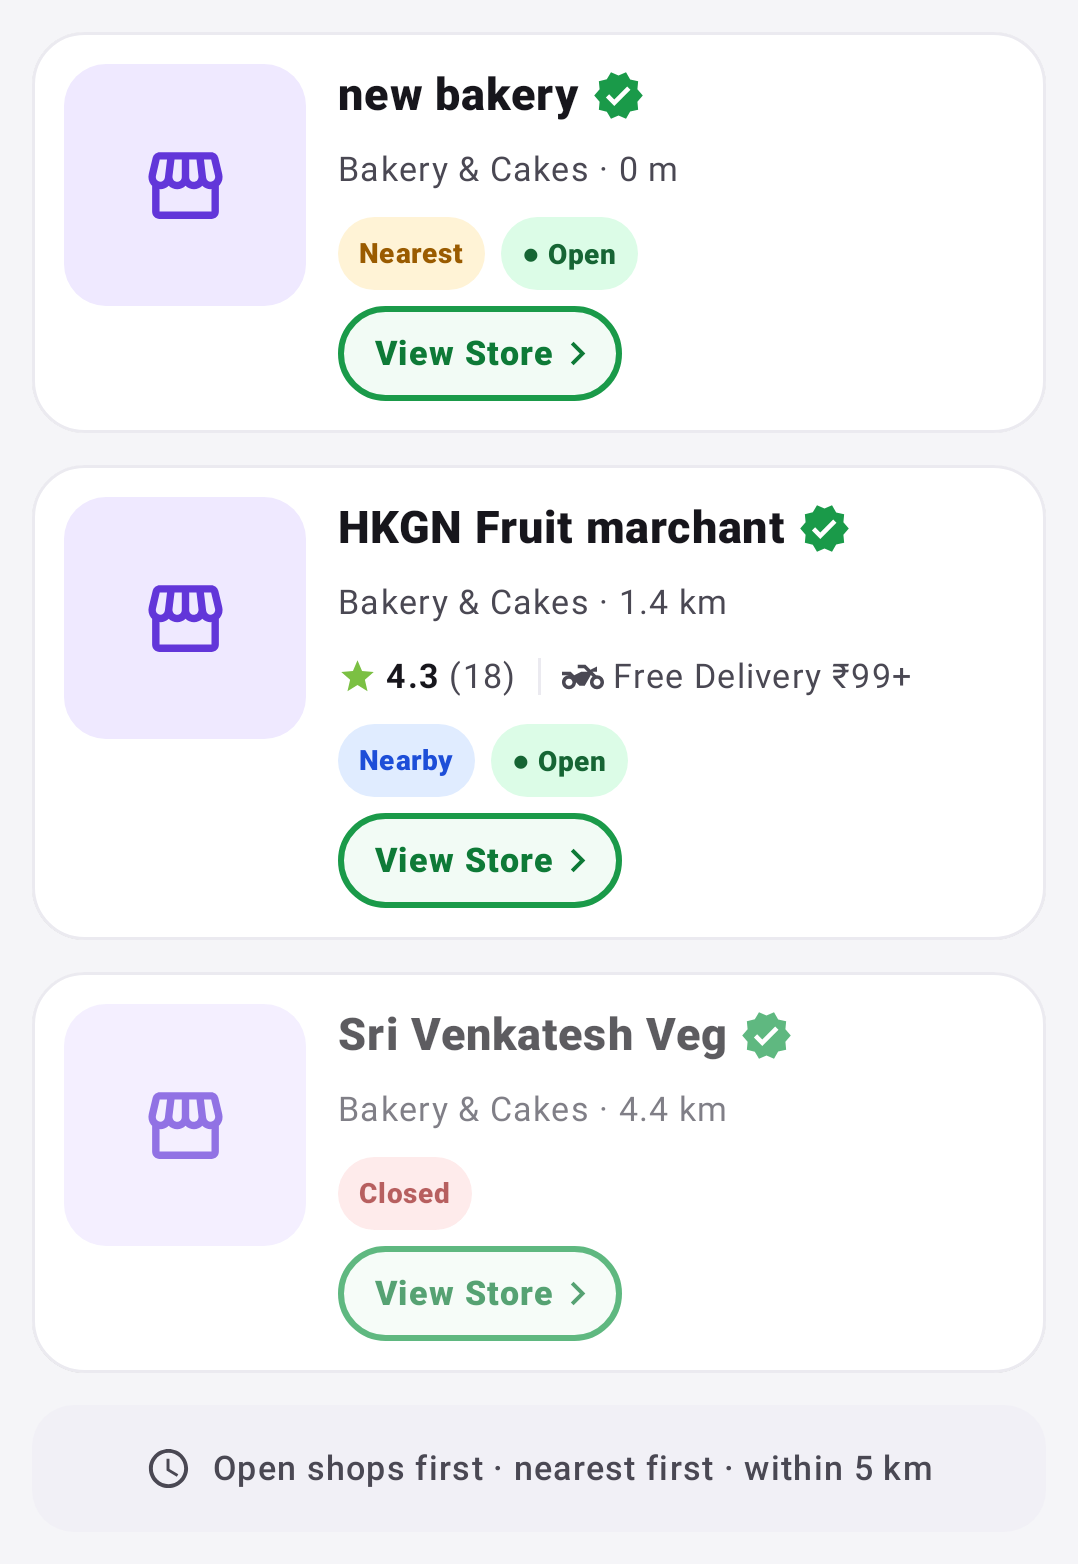 new bakery
Bakery & Cakes · 0 m
Nearest
Open
View Store
HKGN Fruit marchant
Bakery & Cakes · 1.4 km
4.3 (18) Free Delivery ₹99+
Nearby
Open
View Store
Sri Venkatesh Veg
Bakery & Cakes · 4.4 km
Closed
View Store
Open shops first · nearest first · within 5 km